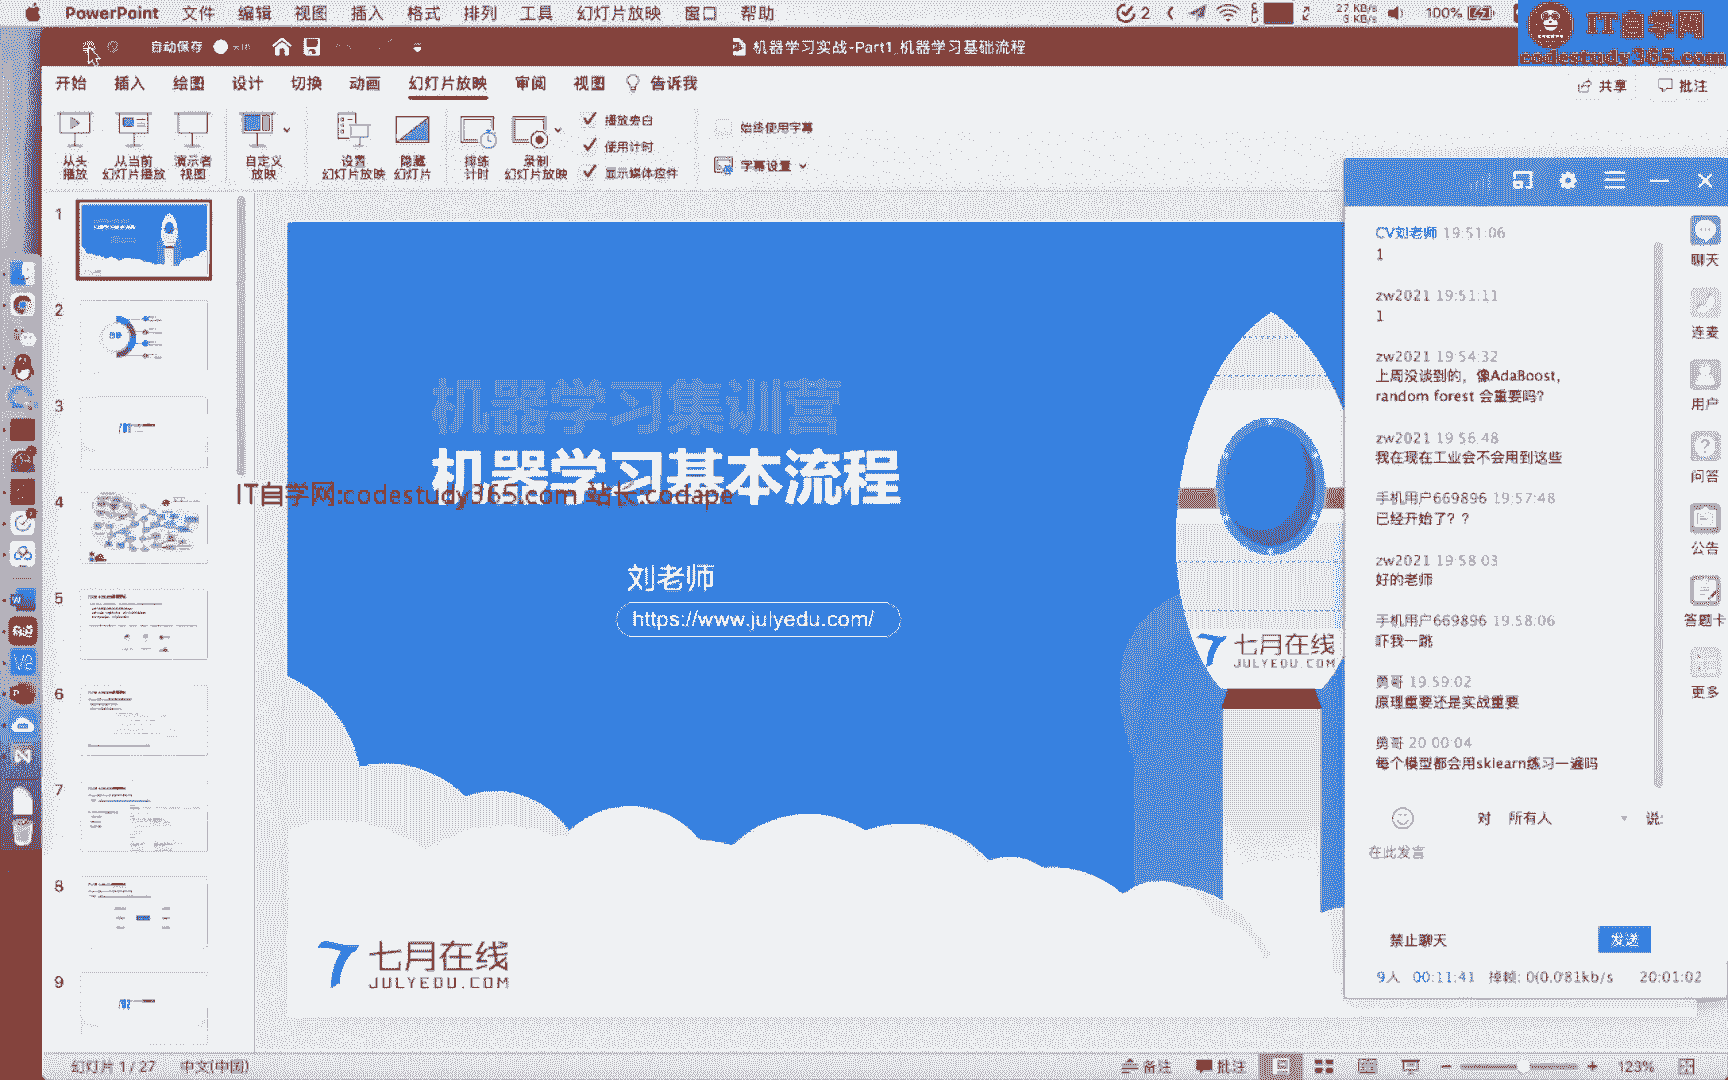 PowerPoint 文件 编辑 视图 插入 格式 排列 工具 幻灯片放映 窗口 帮助
2
27 KB/s
3 KB/s
100%
IT自学网
codestudy365.com
自动保存
机器学习实战-Part1_机器学习基础流程
开始 插入 绘图 设计 切换 动画 幻灯片放映 审阅 视图 告诉我
共享 批注
从头播放
从当前幻灯片播放
演示者视图
自定义放映
设置幻灯片放映
隐藏幻灯片
排练计时
录制幻灯片放映
播放旁白
使用计时
显示媒体控件
始终使用字幕
字幕设置
1
2
3
4
5
6
7
8
9
机器学习集训营
机器学习基本流程
IT自学网:codestudy365.com 站长:codape
刘老师
https://www.julyedu.com/
七月在线
JULYEDU.COM
七月在线
JULYEDU.COM
CV刘老师 19:51:06
1
zw2021 19:51:11
1
zw2021 19:54:32
上周没谈到的，像AdaBoost，
random forest 会重要吗?
zw2021 19:56:48
我在现在工业会不会用到这些
手机用户669896 19:57:48
已经开始了？？
zw2021 19:58:03
好的老师
手机用户669896 19:58:06
吓我一跳
勇哥 19:59:02
原理重要还是实战重要
勇哥 20:00:04
每个模型都会用sklearn练习一遍吗
对 所有人 说:
在此发言
禁止聊天 发送
9人 00:11:41 掉帧: 0(0.0%) 81kb/s 20:01:02
聊天
连麦
用户
问答
公告
答题卡
更多
幻灯片 1 / 27 中文(中国)
备注 批注 123%